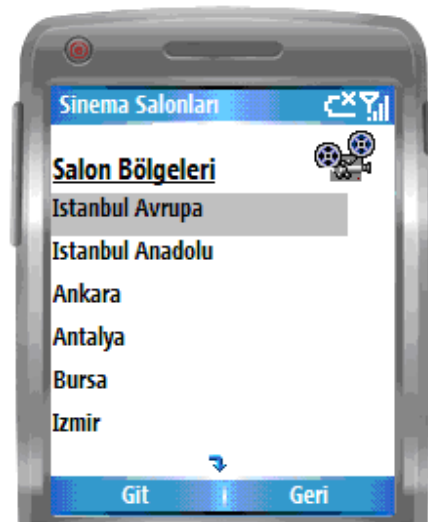 Sinema Salonları
Salon Bölgeleri
Istanbul Avrupa
Istanbul Anadolu
Ankara
Antalya
Bursa
Izmir
Git Geri